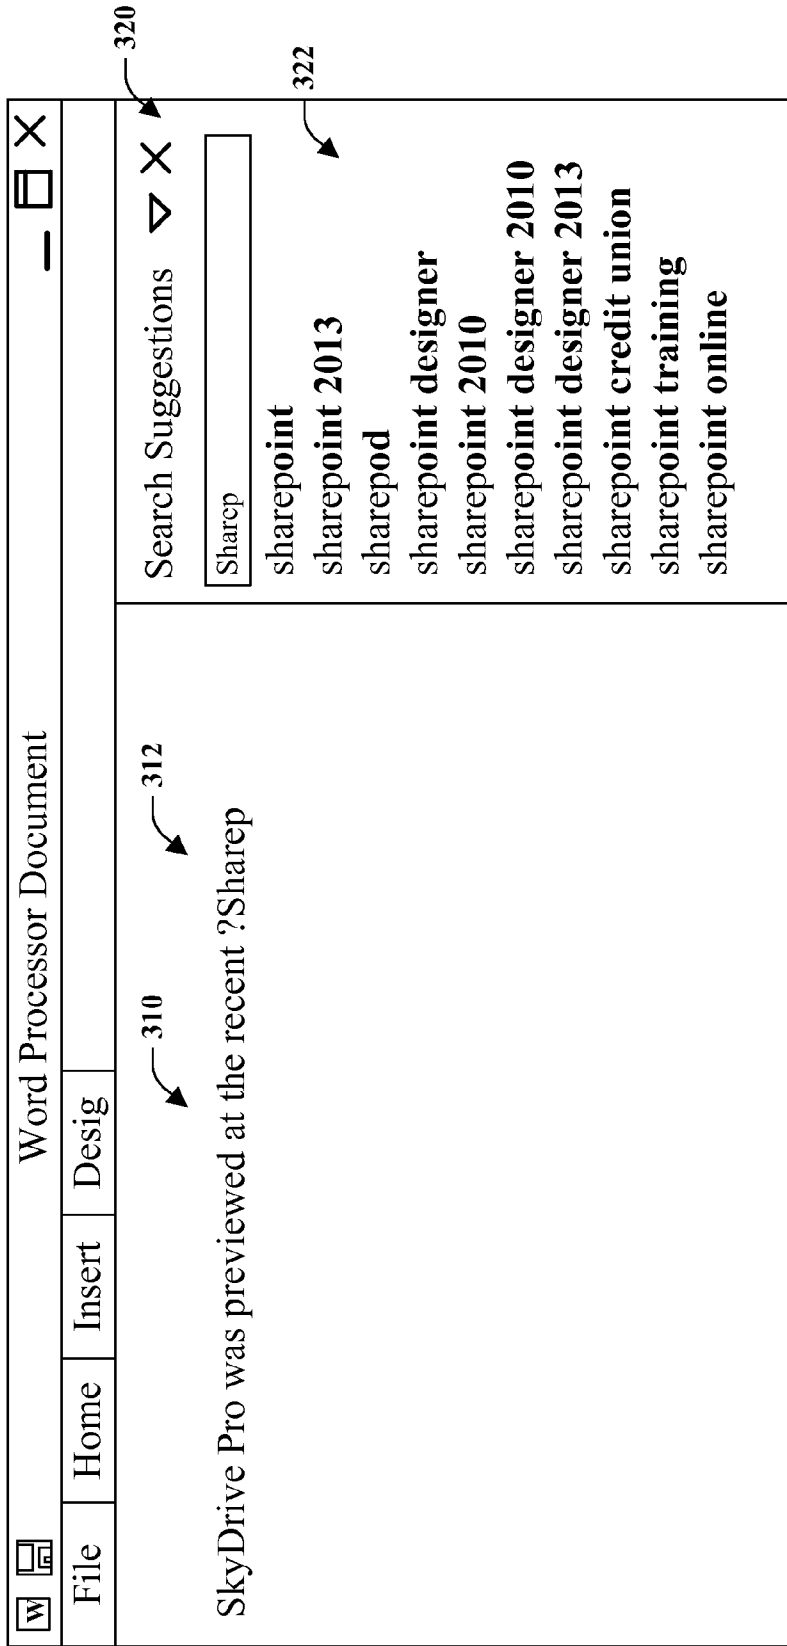 W
Word Processor Document
File Home Insert Desig
320
Search Suggestions
Sharcp
322
sharepoint
sharepoint 2013
sharepod
sharepoint designer
sharepoint 2010
sharepoint designer 2010
sharepoint designer 2013
sharepoint credit union
sharepoint training
sharepoint online
310
312
SkyDrive Pro was previewed at the recent ?Sharep